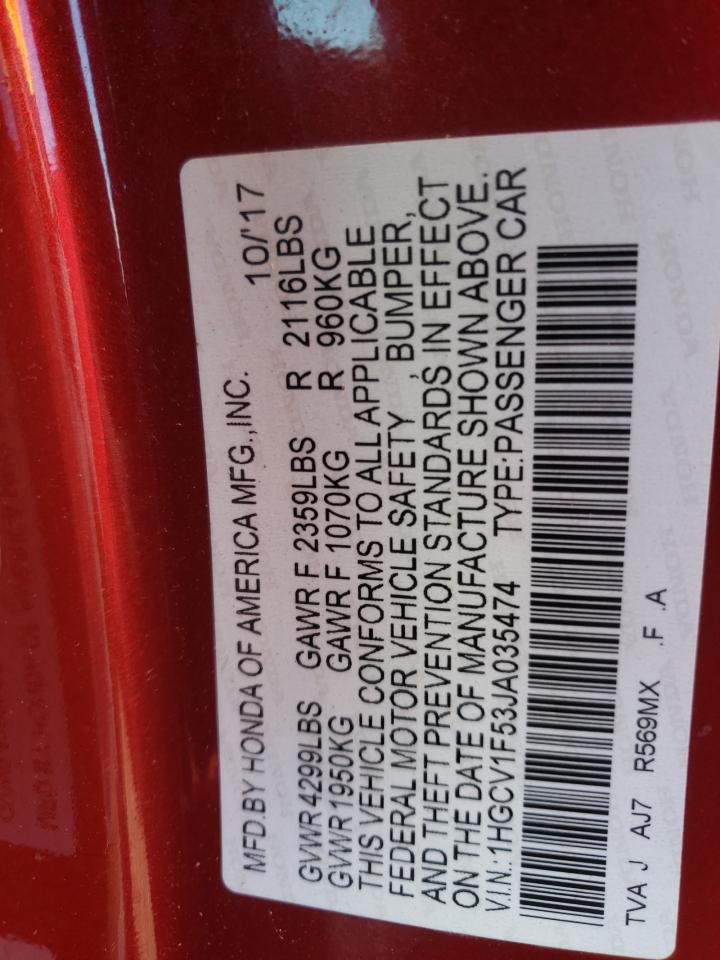 MFD.BY HONDA OF AMERICA MFG.,INC. 10/'17
GVWR4299LBS GAWR F 2359LBS R 2116LBS
GVWR1950KG GAWR F 1070KG R 960KG
THIS VEHICLE CONFORMS TO ALL APPLICABLE
FEDERAL MOTOR VEHICLE SAFETY , BUMPER,
AND THEFT PREVENTION STANDARDS IN EFFECT
ON THE DATE OF MANUFACTURE SHOWN ABOVE.
V.I.N.:1HGCV1F53JA035474 TYPE:PASSENGER CAR
TVA J AJ7 R569MX .F .A